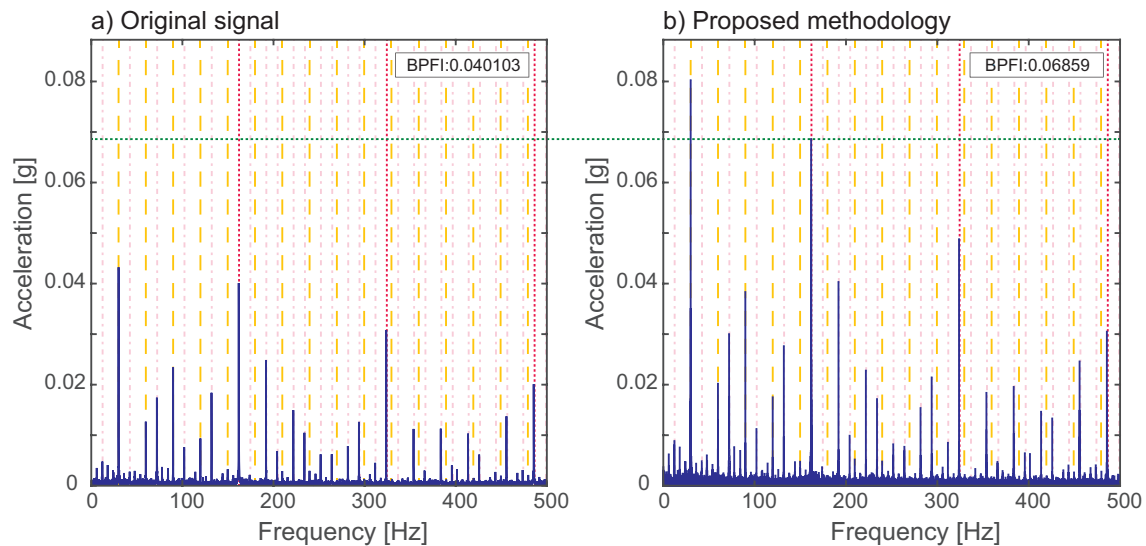 a) Original signal
b) Proposed methodology
BPFI:0.040103
BPFI:0.06859
0.08
0.06
0.04
0.02
0
0.08
0.06
0.04
0.02
0
Acceleration [g]
Acceleration [g]
0 100 200 300 400 500
0 100 200 300 400 500
Frequency [Hz]
Frequency [Hz]